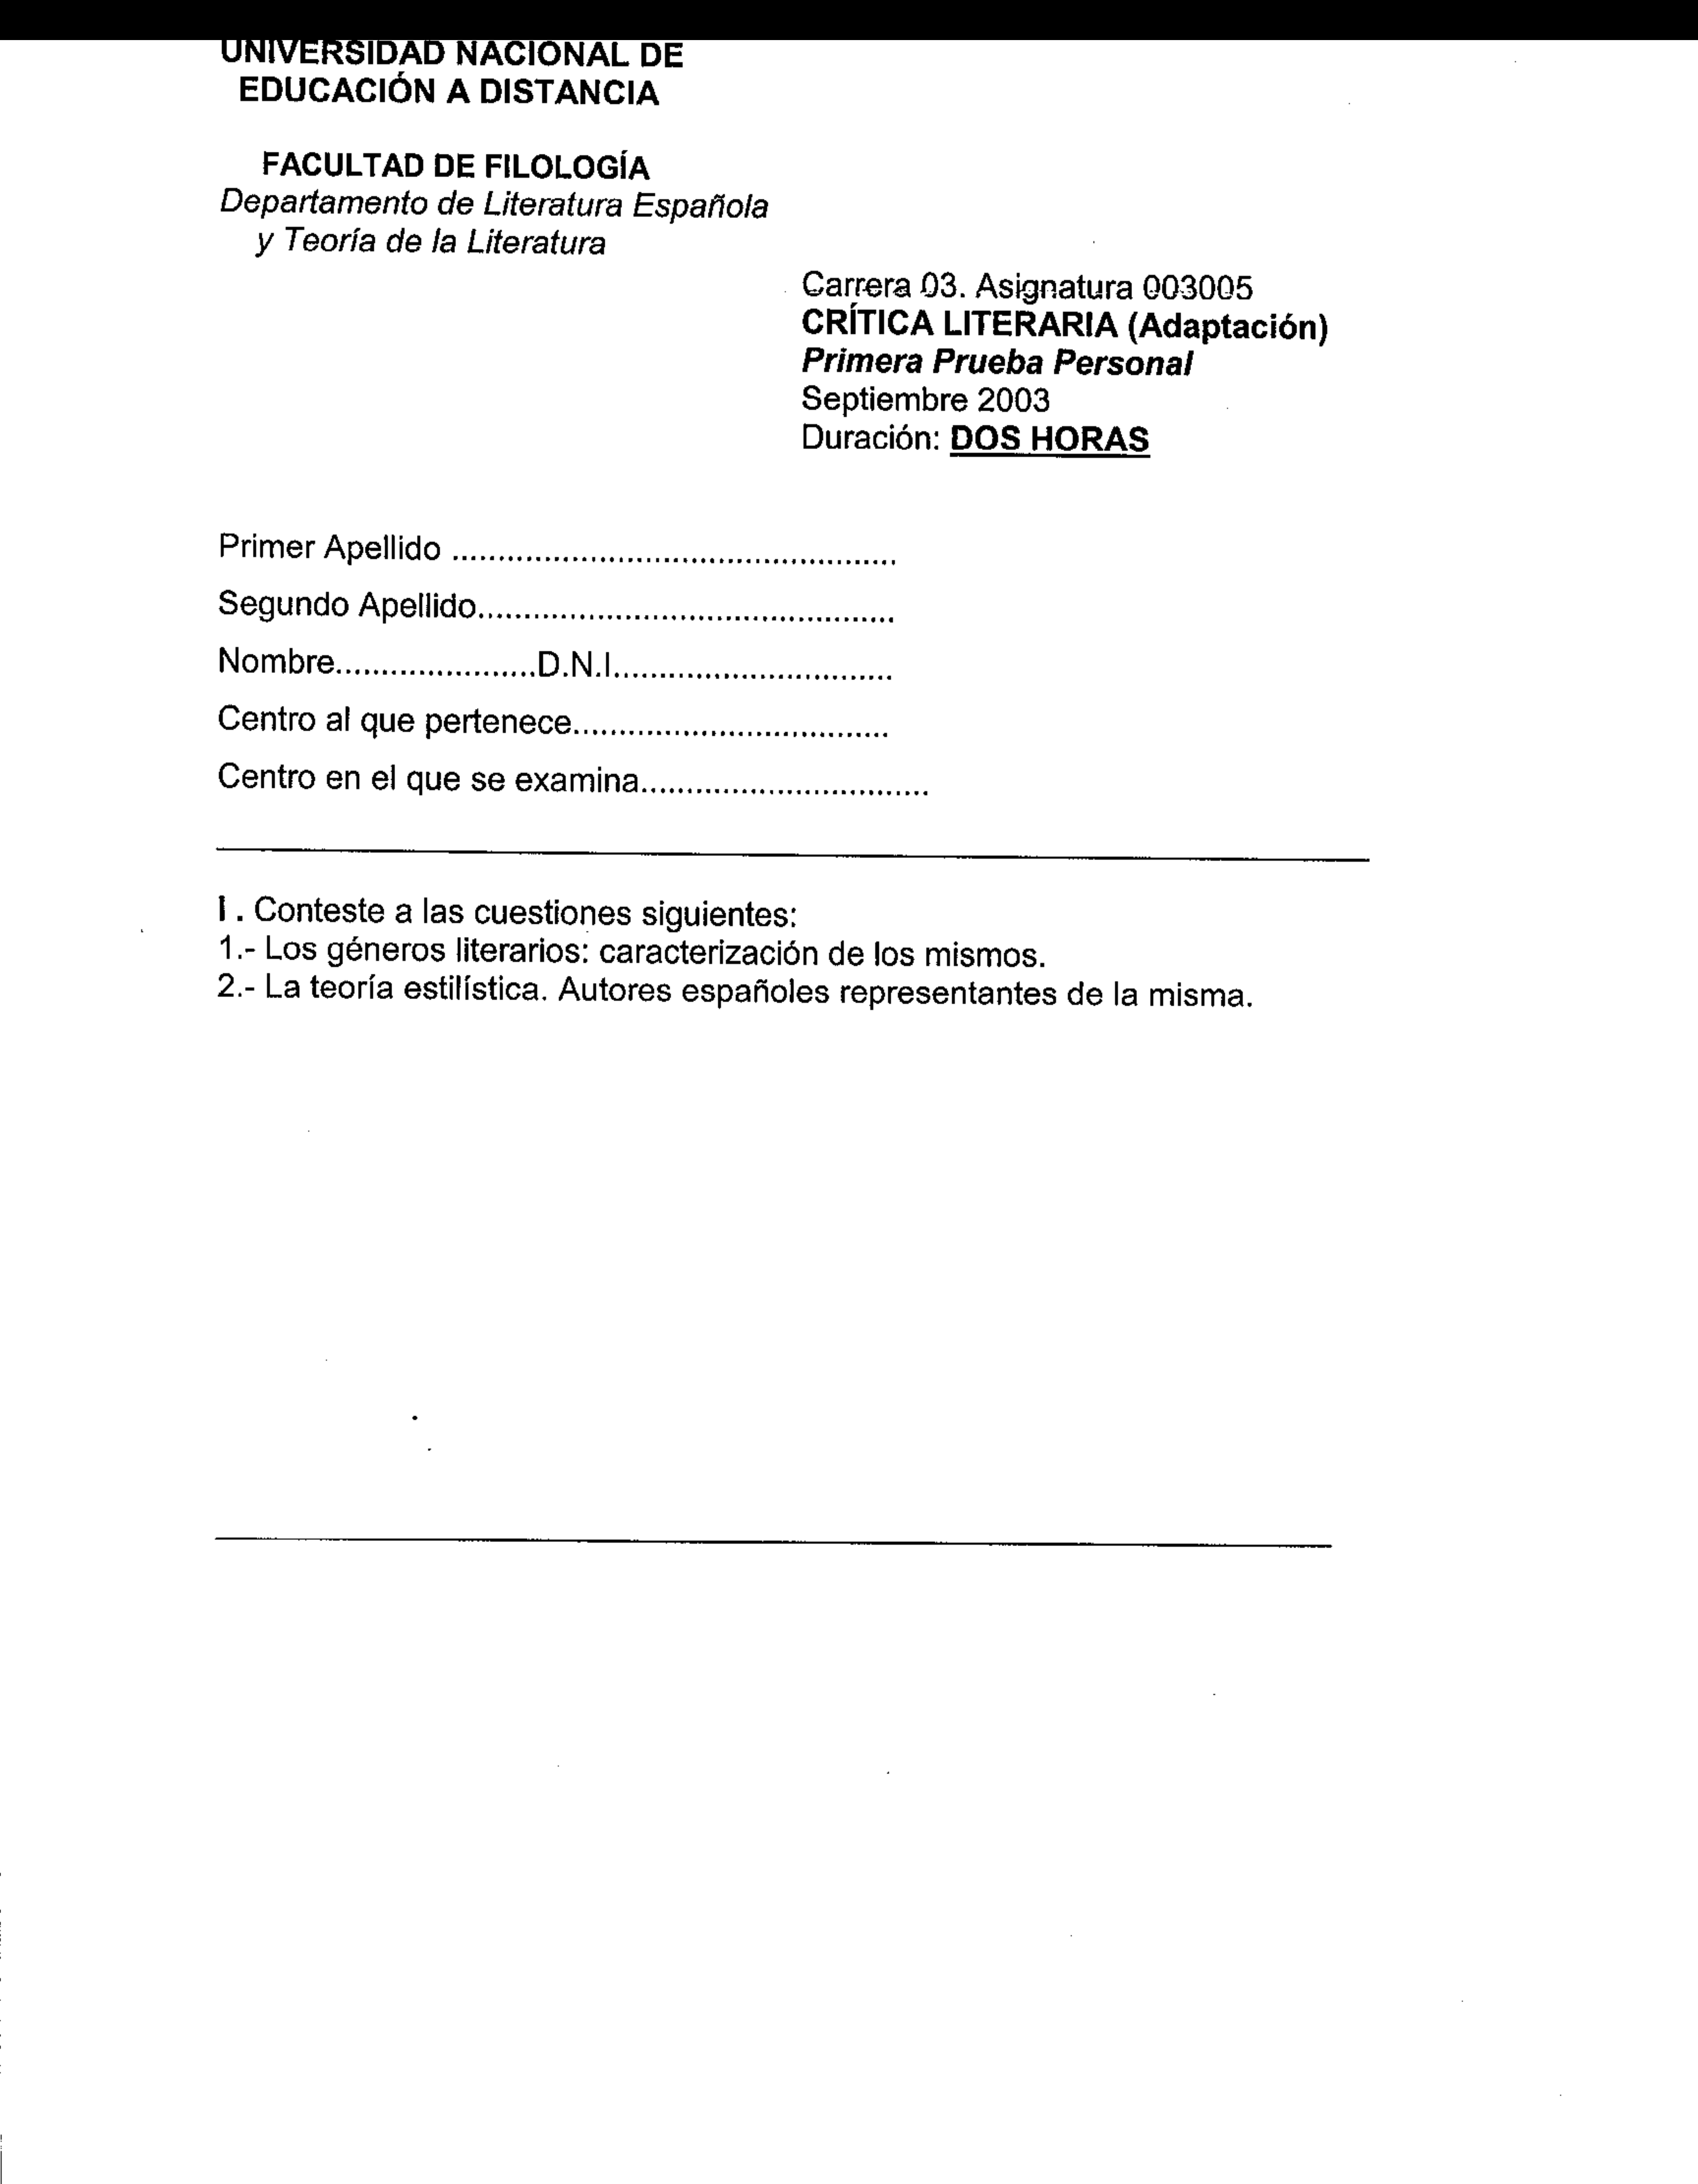 UNIVERSIDAD NACIONAL DE
EDUCACIÓN A DISTANCIA
FACULTAD DE FILOLOGÍA
Departamento de Literatura Española
y Teoría de la Literatura
Carrera 03. Asignatura 003005
CRÍTICA LITERARIA (Adaptación)
Primera Prueba Personal
Septiembre 2003
Duración: DOS HORAS
Primer Apellido ................................................
Segundo Apellido.............................................
Nombre......................D.N.I..............................
Centro al que pertenece..................................
Centro en el que se examina...............................
I . Conteste a las cuestiones siguientes:
1.- Los géneros literarios: caracterización de los mismos.
2.- La teoría estilística. Autores españoles representantes de la misma.